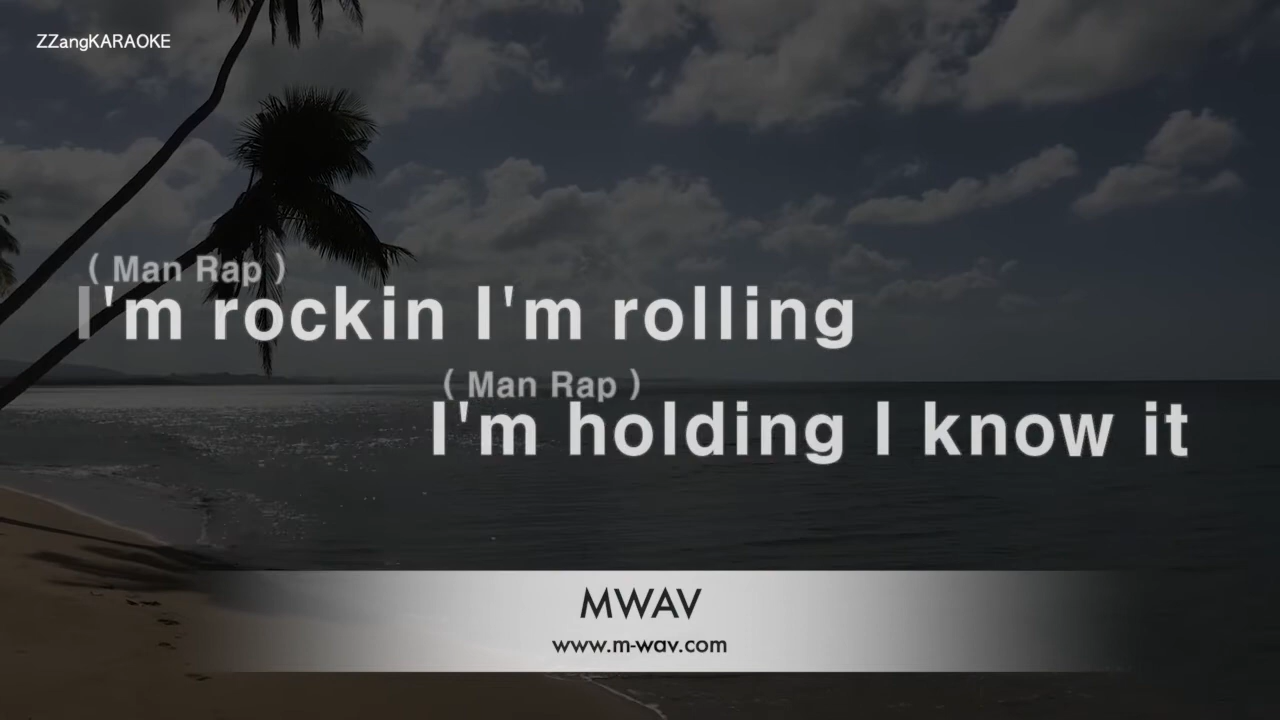 ZZangKARAOKE
( Man Rap )
I'm rockin I'm rolling
( Man Rap )
I'm holding I know it
MWAV
www.m-wav.com